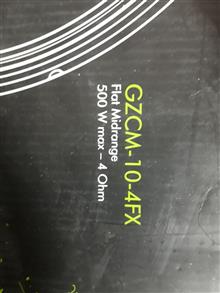 GZCM-10-4FX
Flat Midrange
500 W max – 4 Ohm